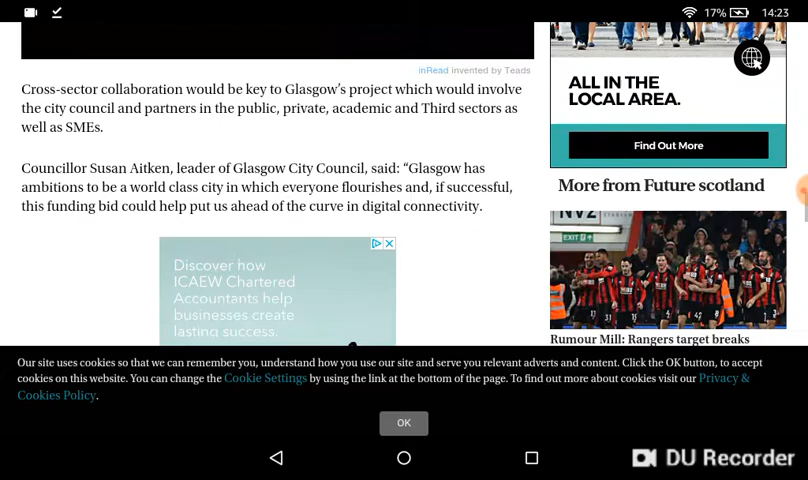 17% 14:23
inRead invented by Teads
Cross-sector collaboration would be key to Glasgow's project which would involve
the city council and partners in the public, private, academic and Third sectors as
well as SMEs.
Councillor Susan Aitken, leader of Glasgow City Council, said: “Glasgow has
ambitions to be a world class city in which everyone flourishes and, if successful,
this funding bid could help put us ahead of the curve in digital connectivity.
Discover how
ICAEW Chartered
Accountants help
businesses create
lasting success.
ALL IN THE
LOCAL AREA.
Find Out More
More from Future scotland
EXIT
Rumour Mill: Rangers target breaks
Our site uses cookies so that we can remember you, understand how you use our site and serve you relevant adverts and content. Click the OK button, to accept
cookies on this website. You can change the Cookie Settings by using the link at the bottom of the page. To find out more about cookies visit our Privacy &
Cookies Policy.
OK
DU Recorder